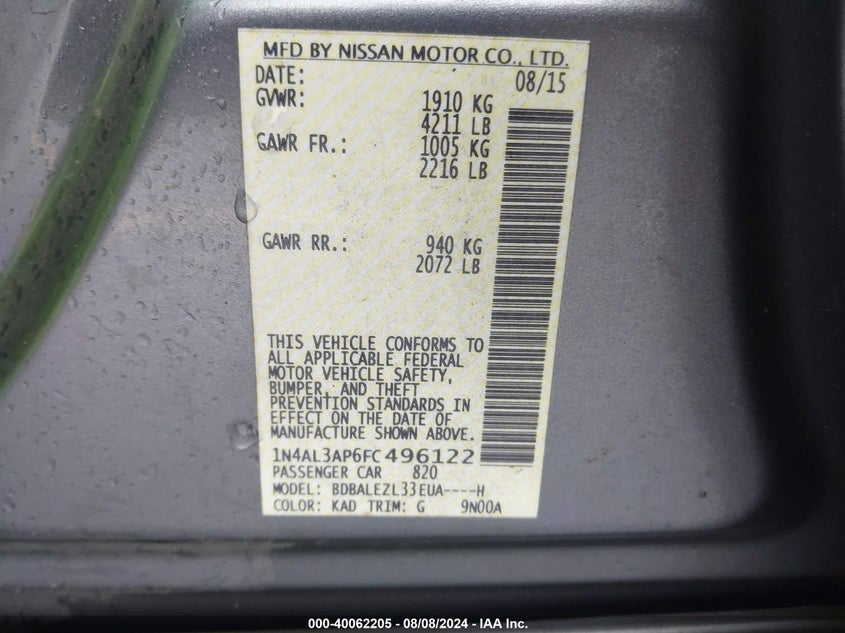 MFD BY NISSAN MOTOR CO., LTD.
DATE: 08/15
GVWR: 1910 KG
4211 LB
GAWR FR.: 1005 KG
2216 LB
GAWR RR.: 940 KG
2072 LB
THIS VEHICLE CONFORMS TO
ALL APPLICABLE FEDERAL
MOTOR VEHICLE SAFETY,
BUMPER, AND THEFT
PREVENTION STANDARDS IN
EFFECT ON THE DATE OF
MANUFACTURE SHOWN ABOVE.
1N4AL3AP6FC496122
PASSENGER CAR 820
MODEL: BDBALEZL33EUA----H
COLOR: KAD TRIM: G 9N00A
000-40062205 - 08/08/2024 - IAA Inc.